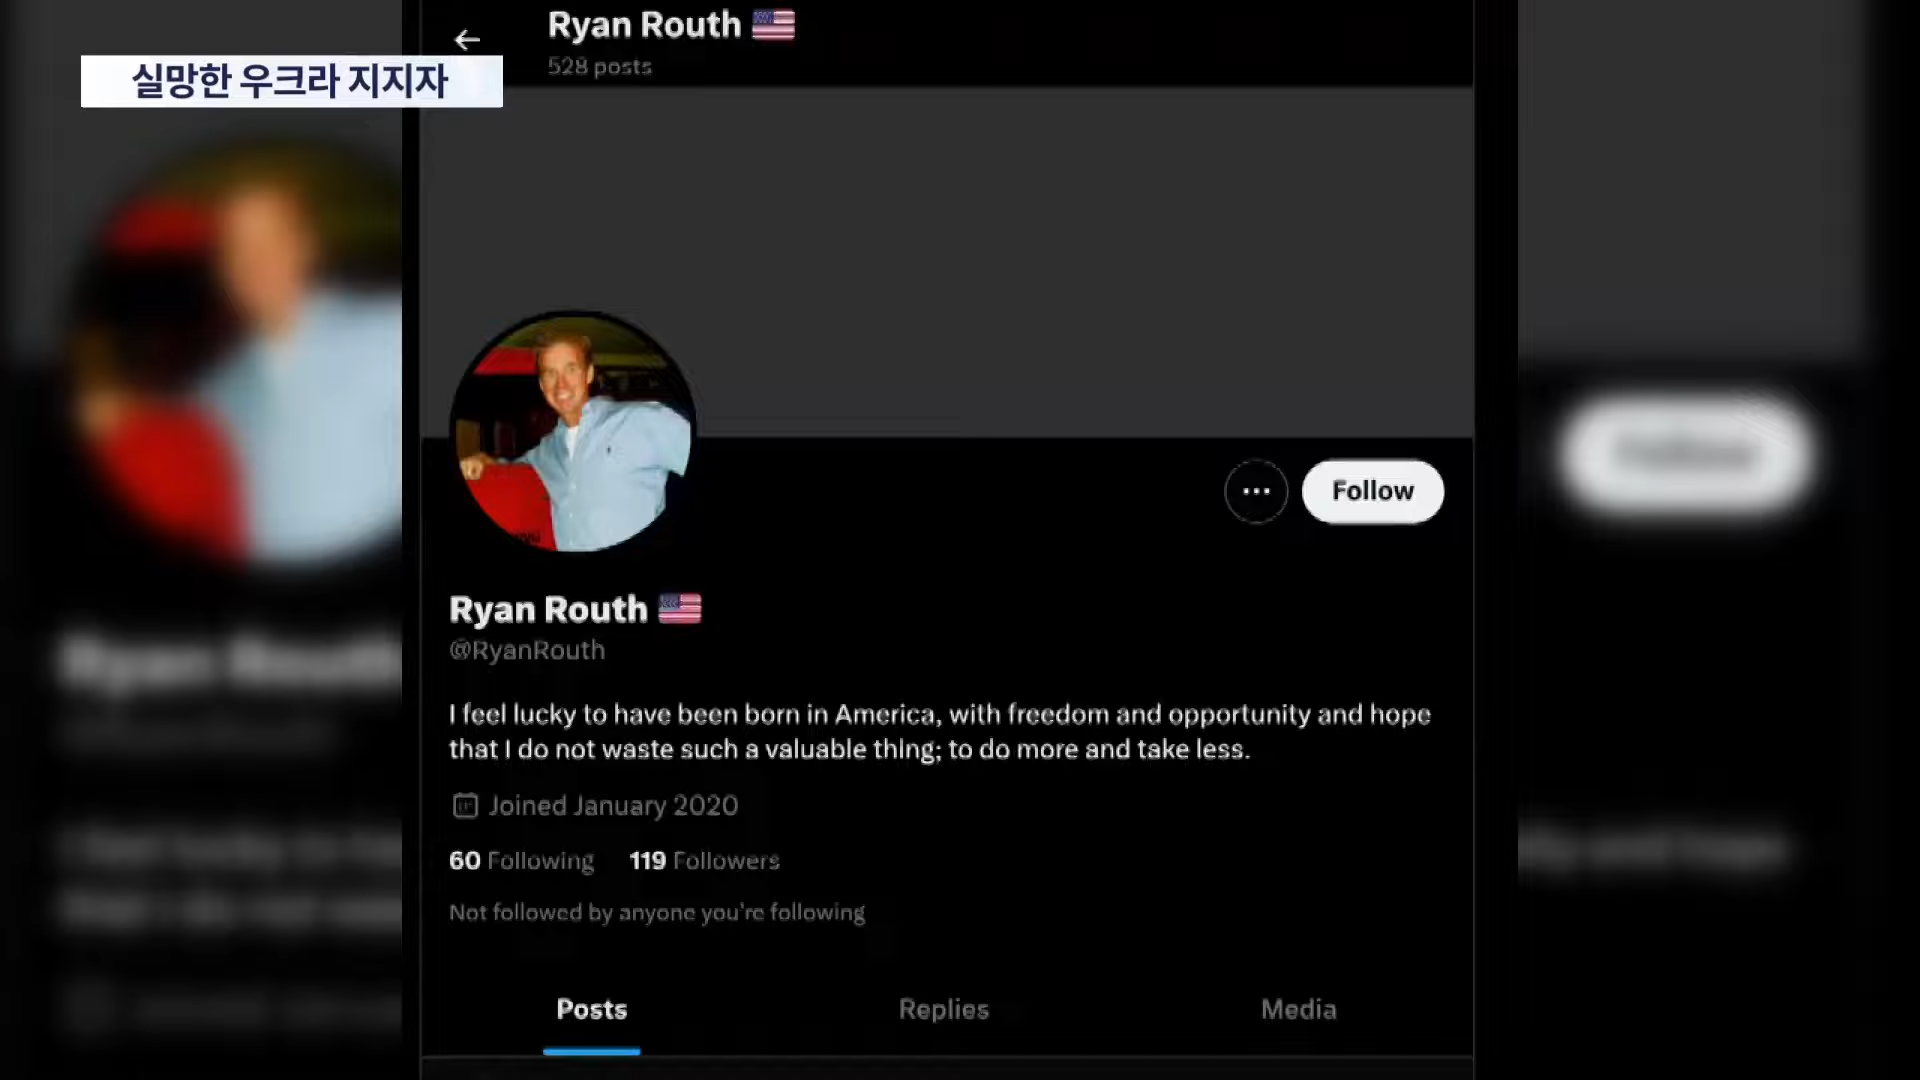 Ryan Routh
528 posts
실망한 우크라 지지자
Follow
Ryan Routh
@RyanRouth
I feel lucky to have been born in America, with freedom and opportunity and hope
that I do not waste such a valuable thing; to do more and take less.
Joined January 2020
60 Following 119 Followers
Not followed by anyone you're following
Posts Replies Media